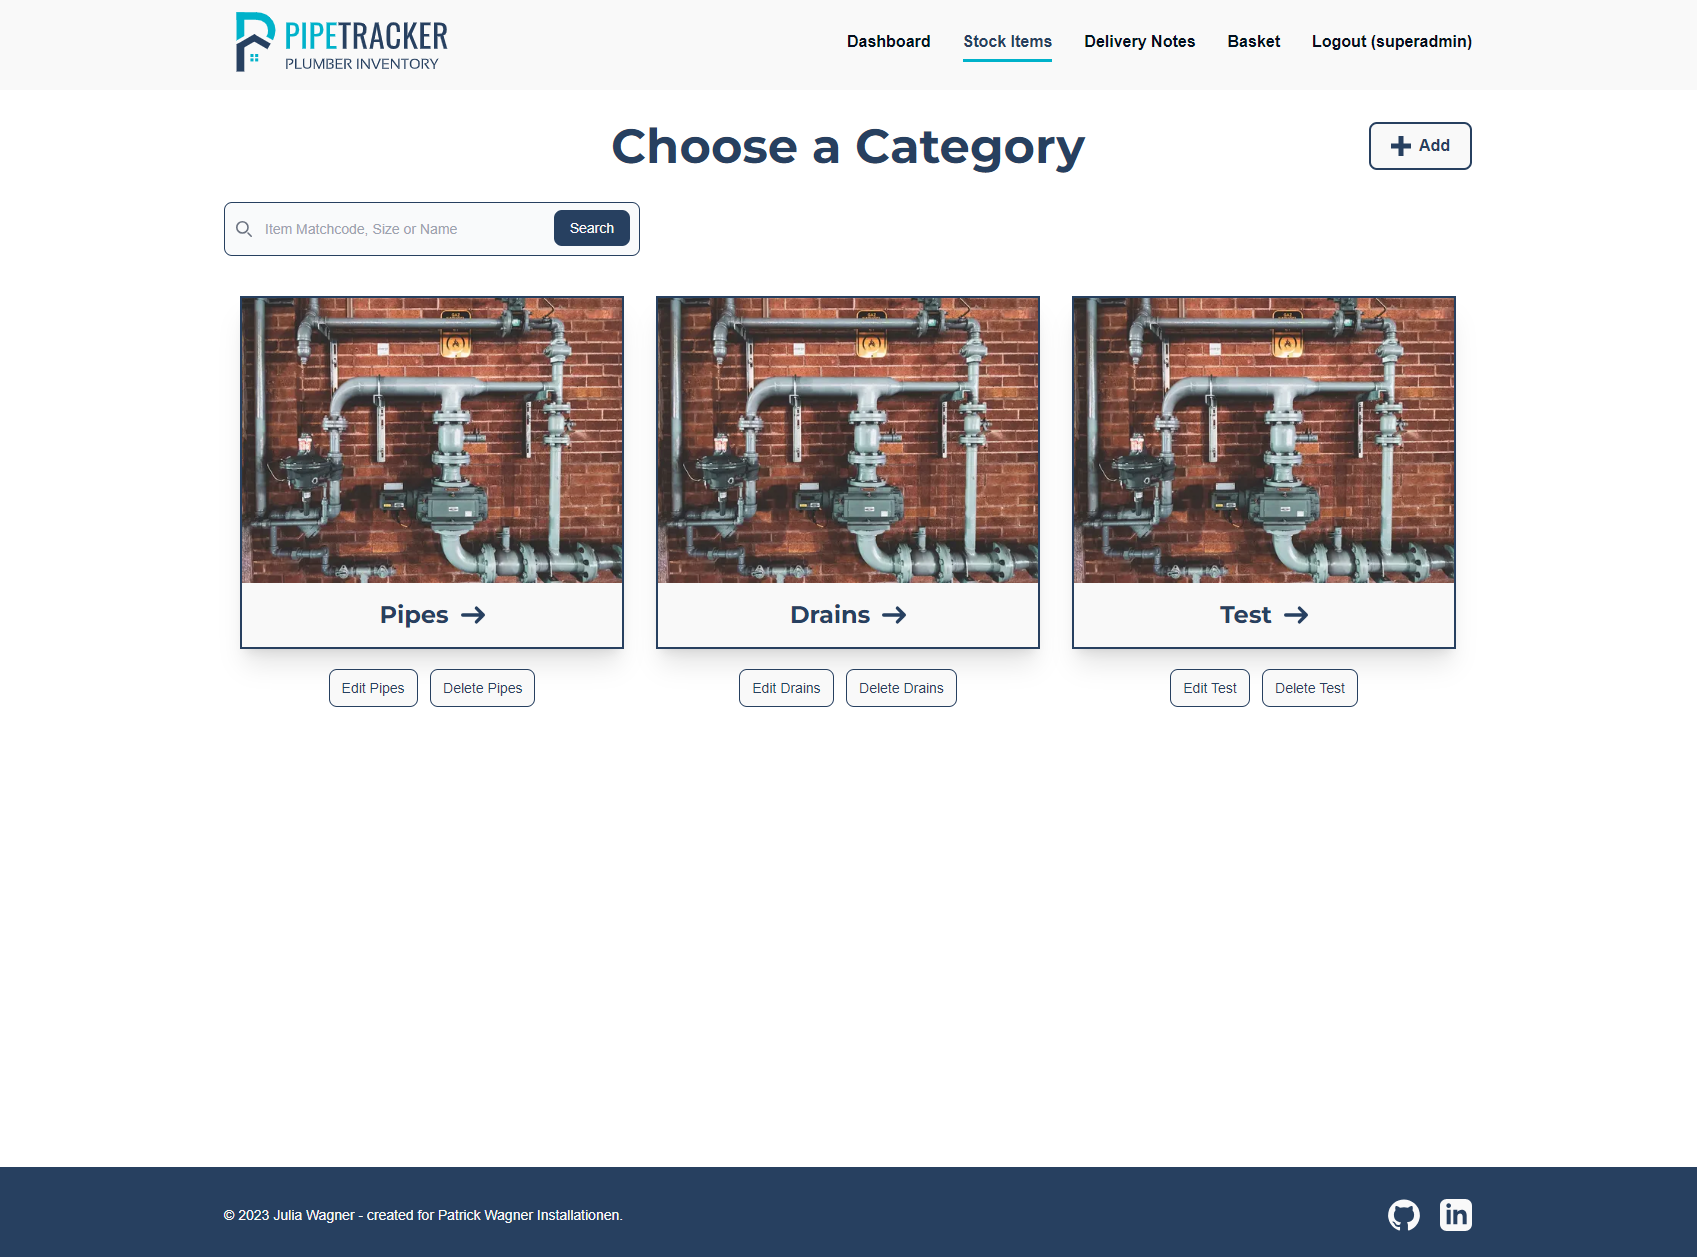 PIPETRACKER
PLUMBER INVENTORY
Dashboard
Stock Items
Delivery Notes
Basket
Logout (superadmin)
Choose a Category
Add
Item Matchcode, Size or Name
Search
Pipes
Drains
Test
Edit Pipes
Delete Pipes
Edit Drains
Delete Drains
Edit Test
Delete Test
© 2023 Julia Wagner - created for Patrick Wagner Installationen.
in